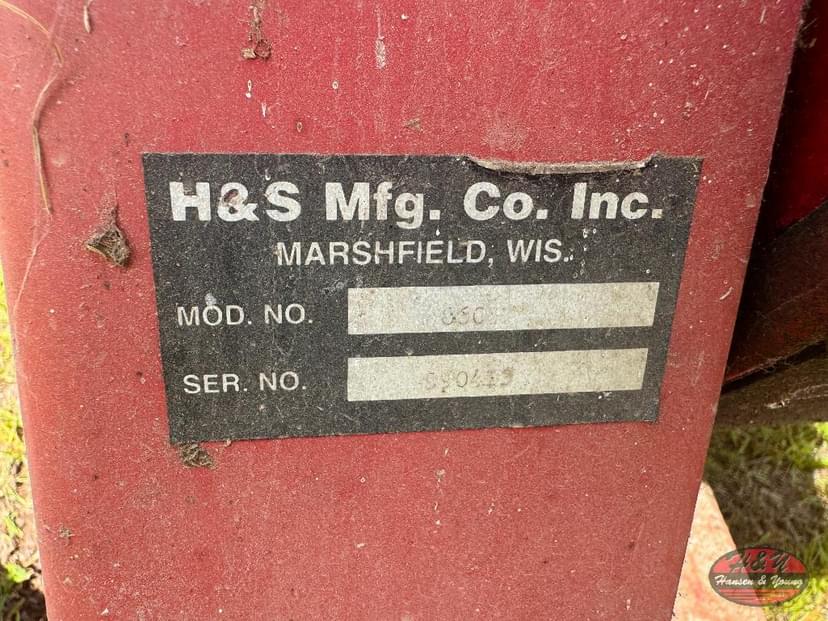 H&S Mfg. Co. Inc.
MARSHFIELD, WIS.
MOD. NO.
SER. NO.
H&Y
Hansen & Young